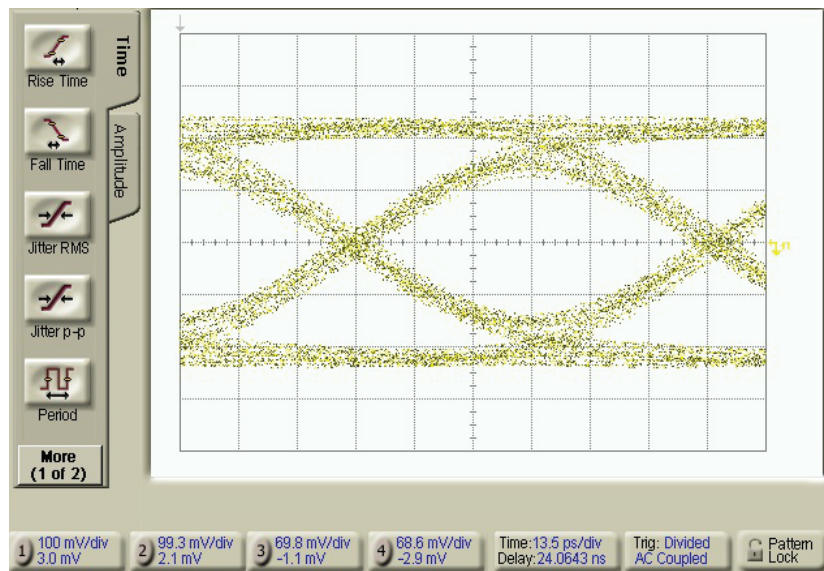 Time
Amplitude
Rise Time
Fall Time
Jitter RMS
Jitter p-p
Period
More
(1 of 2)
1 100 mV/div
3.0 mV
2 99.3 mV/div
2.1 mV
3 69.8 mV/div
-1.1 mV
4 68.6 mV/div
-2.9 mV
Time:13.5 ps/div
Delay:24.0643 ns
Trig: Divided
AC Coupled
Pattern
Lock